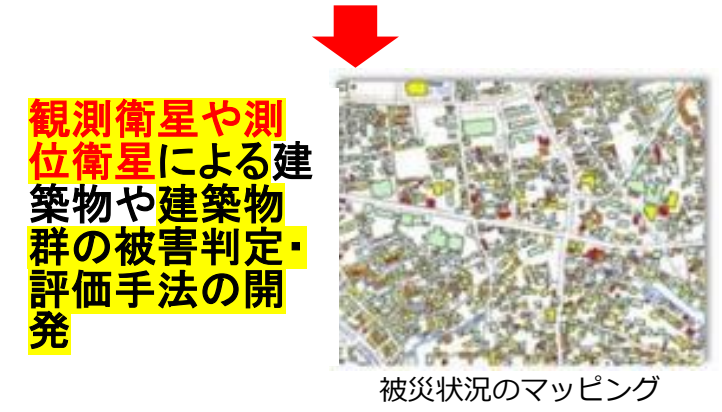 観測衛星や測
位衛星による建
築物や建築物
群の被害判定・
評価手法の開
発
被災状況のマッピング